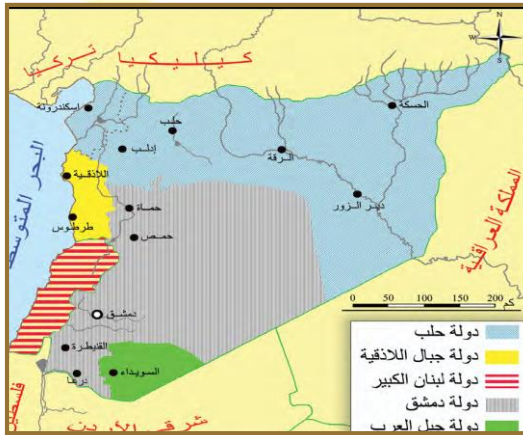 N
W
E
S
كيليكيا
تركيا
الحسكة
إسكندرونة
حلب
إدلب
الرقة
اللاذقية
دير الزور
حماة
طرطوس
حمص
البحر المتوسط
المملكة العراقية
دمشق
القنيطرة
درعا
السويداء
فلسطين
شرقي الأردن
0 50 100 150 200 كم
دولة حلب
دولة جبال اللاذقية
دولة لبنان الكبير
دولة دمشق
دولة جبل العرب